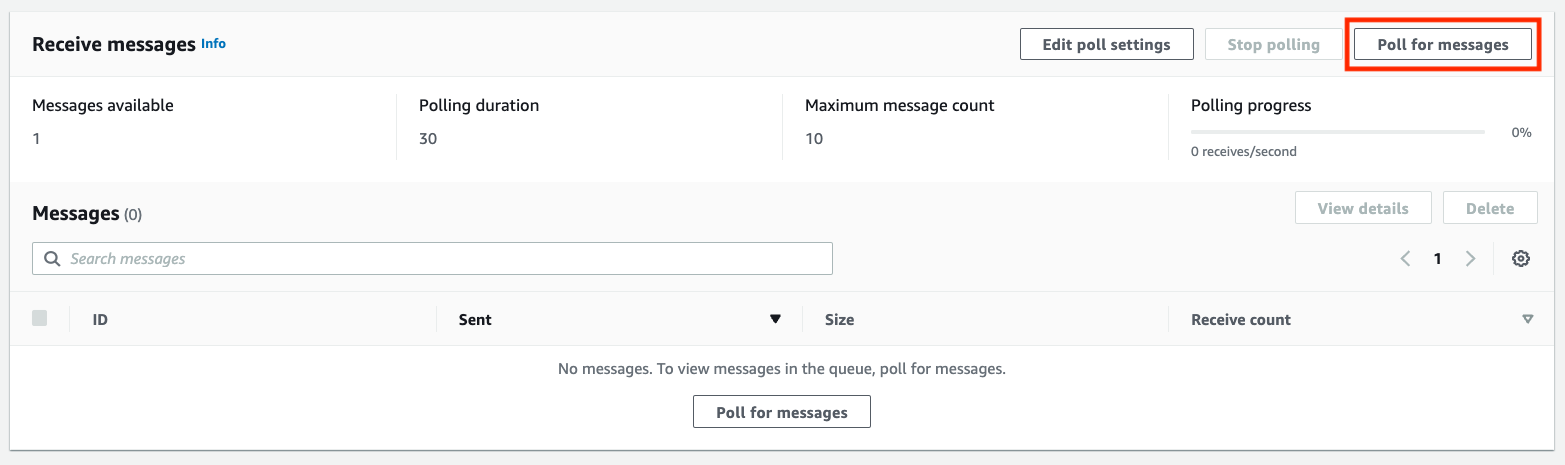 Receive messages Info
Edit poll settings
Stop polling
Poll for messages
Messages available
1
Polling duration
30
Maximum message count
10
Polling progress
0%
0 receives/second
Messages (0)
View details
Delete
Search messages
1
ID
Sent
Size
Receive count
No messages. To view messages in the queue, poll for messages.
Poll for messages